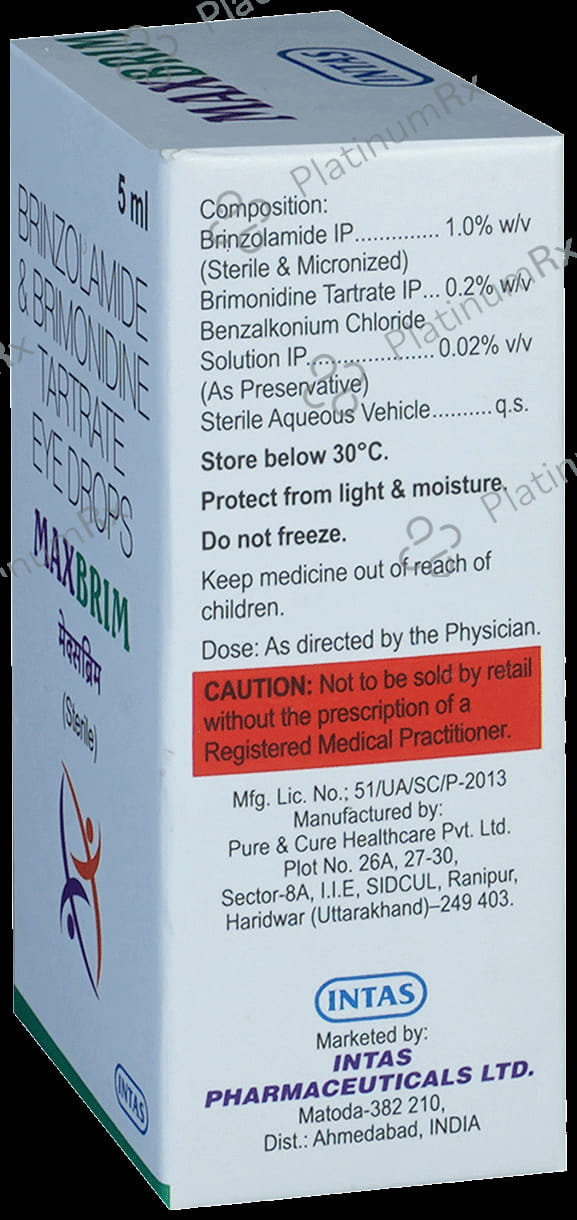 INTAS
MAXBRIM
5 ml
BRINZOLAMIDE
& BRIMONIDINE
TARTRATE
EYE DROPS
MAXBRIM
मेक्सब्रिम
(Sterile)
INTAS
Composition:
Brinzolamide IP.............. 1.0% w/v
(Sterile & Micronized)
Brimonidine Tartrate IP... 0.2% w/v
Benzalkonium Chloride
Solution IP..................... 0.02% v/v
(As Preservative)
Sterile Aqueous Vehicle.......... q.s.
Store below 30°C.
Protect from light & moisture.
Do not freeze.
Keep medicine out of reach of
children.
Dose: As directed by the Physician.
CAUTION: Not to be sold by retail
without the prescription of a
Registered Medical Practitioner.
Mfg. Lic. No.; 51/UA/SC/P-2013
Manufactured by:
Pure & Cure Healthcare Pvt. Ltd.
Plot No. 26A, 27-30,
Sector-8A, I.I.E, SIDCUL, Ranipur,
Haridwar (Uttarakhand)–249 403.
INTAS
Marketed by:
INTAS
PHARMACEUTICALS LTD.
Matoda-382 210,
Dist.: Ahmedabad, INDIA
PlatinumRx
PlatinumRx
PlatinumRx